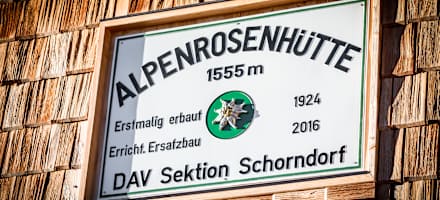 ALPENROSENHÜTTE
1555 m
Erstmalig erbaut 1924
Erricht. Ersatzbau 2016
DAV Sektion Schorndorf